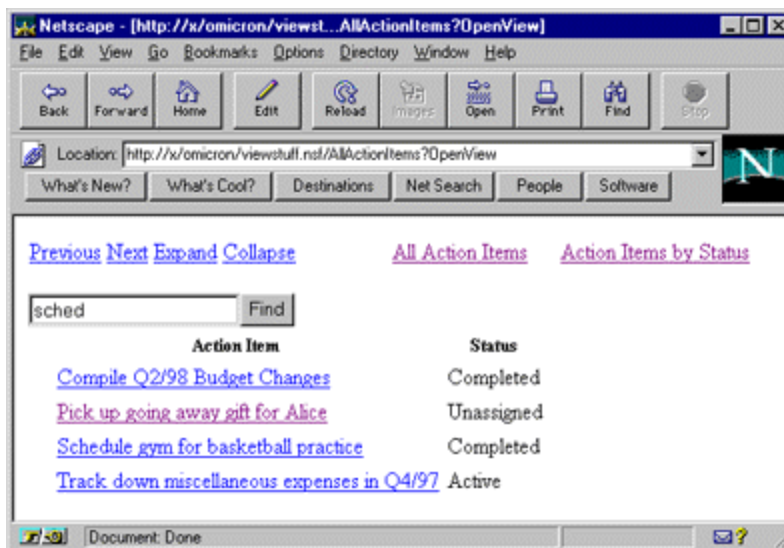 Netscape - [http://x/omicron/viewst...AllActionItems?OpenView]
File Edit View Go Bookmarks Options Directory Window Help
Back Forward Home Edit Reload Images Open Print Find Stop
Location: http://x/omicron/viewstuff.nsf/AllActionItems?OpenView
N
What's New? What's Cool? Destinations Net Search People Software
Previous Next Expand Collapse All Action Items Action Items by Status
sched Find
Action Item Status
Compile Q2/98 Budget Changes Completed
Pick up going away gift for Alice Unassigned
Schedule gym for basketball practice Completed
Track down miscellaneous expenses in Q4/97 Active
Document: Done